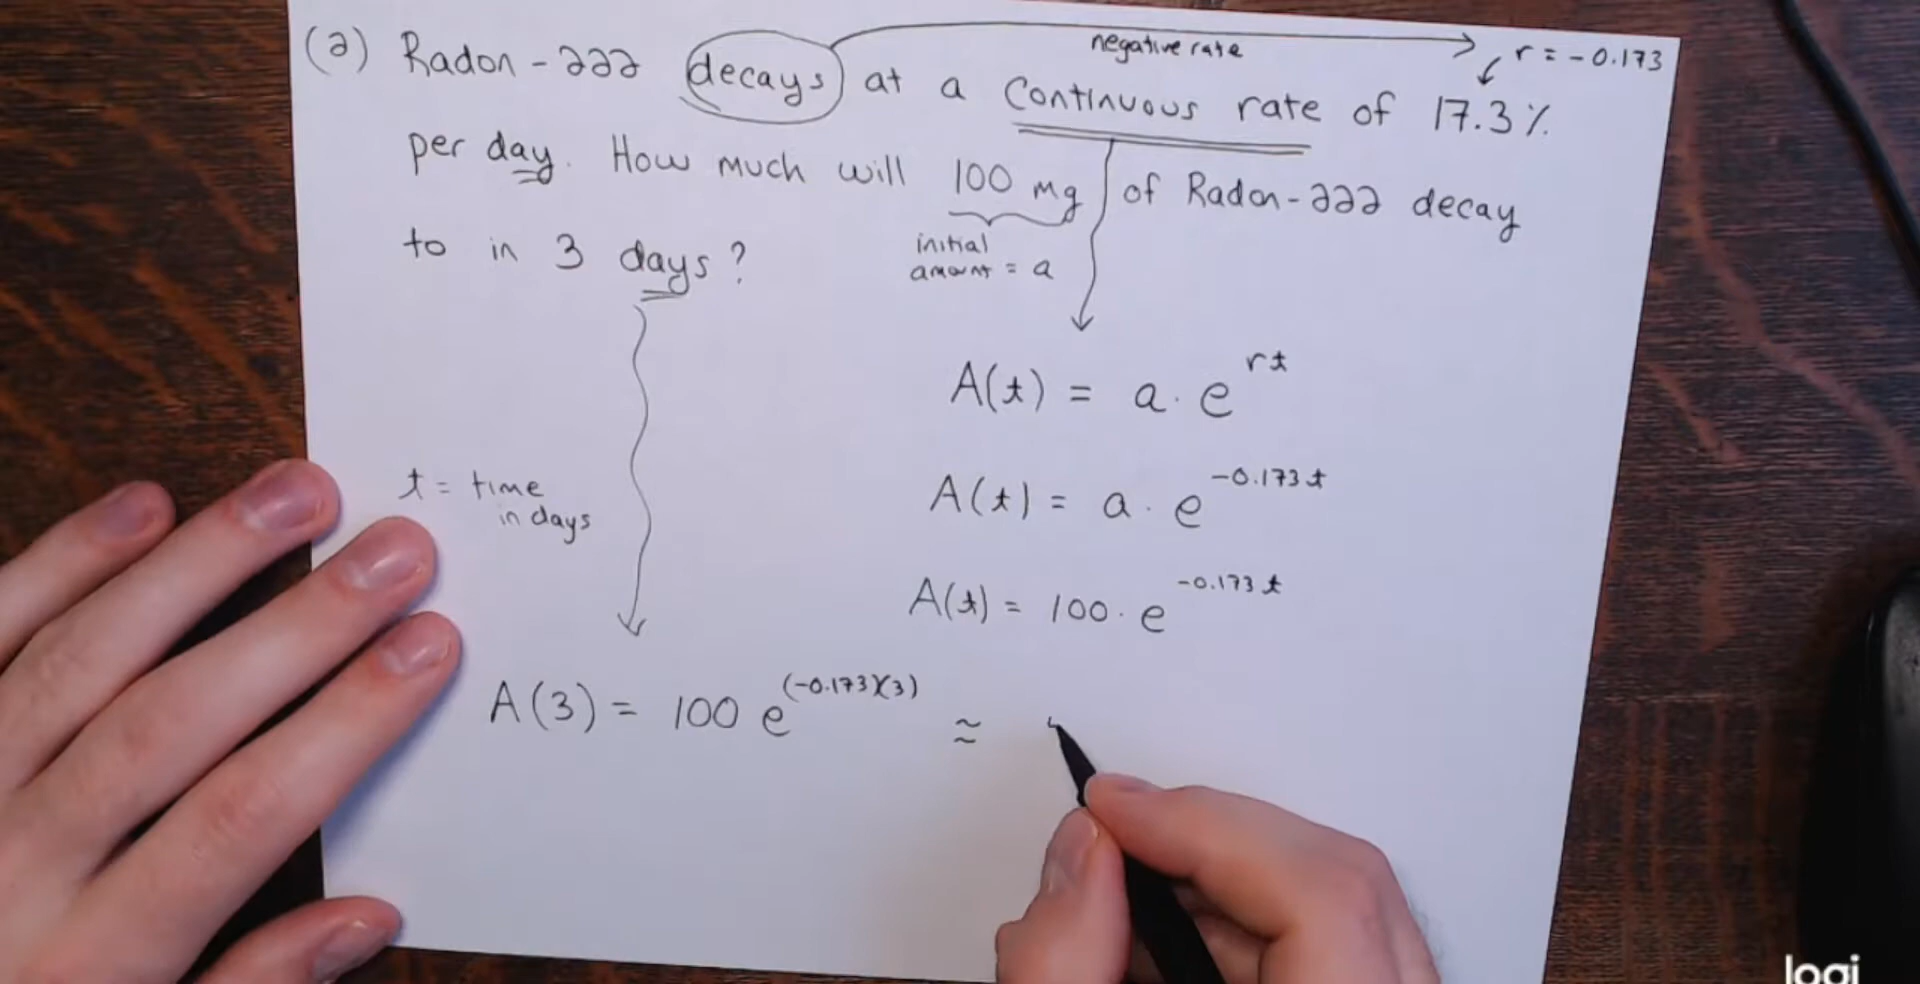 (a) Radon-222 decays at a continuous rate of 17.3%
negative rate
r = -0.173
per day. How much will 100 mg of Radon-222 decay
to in 3 days?
initial
amount = a
A(t) = a · e^rt
t = time
in days
A(t) = a · e^-0.173t
A(t) = 100 · e^-0.173t
A(3) = 100 e^(-0.173)(3) ≈
logi